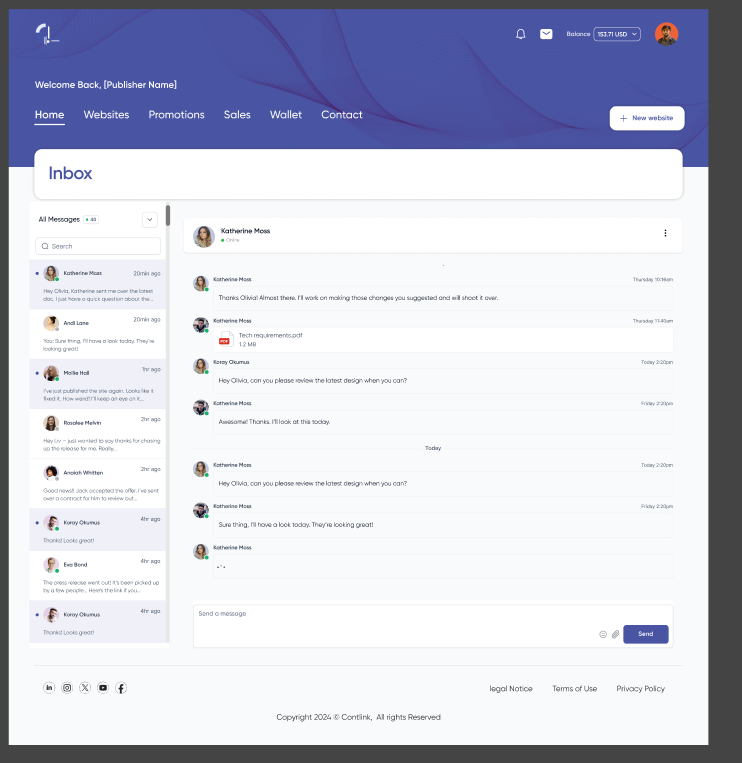 Balance 153.71 USD
Welcome Back, [Publisher Name]
Home Websites Promotions Sales Wallet Contact
New website
Inbox
All Messages 40
Search
Katherine Moss 20min ago
Hey Olivia, Katherine sent me over the latest
doc. I just have a quick question about the...
Andi Lane 20min ago
You: Sure thing, I'll have a look today. They're
looking great!
Mollie Hall 1hr ago
I've just published the site again. Looks like it
fixed it. How weird! I'll keep an eye on it...
Rosalee Melvin 2hr ago
Hey Liv — just wanted to say thanks for chasing
up the release for me. Really...
Anaiah Whitten 2hr ago
Good news!! Jack accepted the offer. I've sent
over a contract for him to review but...
Koray Okumus 4hr ago
Thanks! Looks great!
Eva Bond 4hr ago
The press release went out! It's been picked up
by a few people... Here's the link if you...
Koray Okumus 4hr ago
Thanks! Looks great!
Katherine Moss
Online
Katherine Moss Thursday 10:16am
Thanks Olivia! Almost there. I'll work on making those changes you suggested and will shoot it over.
Katherine Moss Thursday 11:40am
PDF
Tech requirements.pdf
1.2 MB
Koray Okumus Today 2:20pm
Hey Olivia, can you please review the latest design when you can?
Katherine Moss Friday 2:20pm
Awesome! Thanks. I'll look at this today.
Today
Katherine Moss Today 2:20pm
Hey Olivia, can you please review the latest design when you can?
Katherine Moss Friday 2:20pm
Sure thing, I'll have a look today. They're looking great!
Katherine Moss
Send a message
Send
legal Notice Terms of Use Privacy Policy
Copyright 2024 © Contlink, All rights Reserved